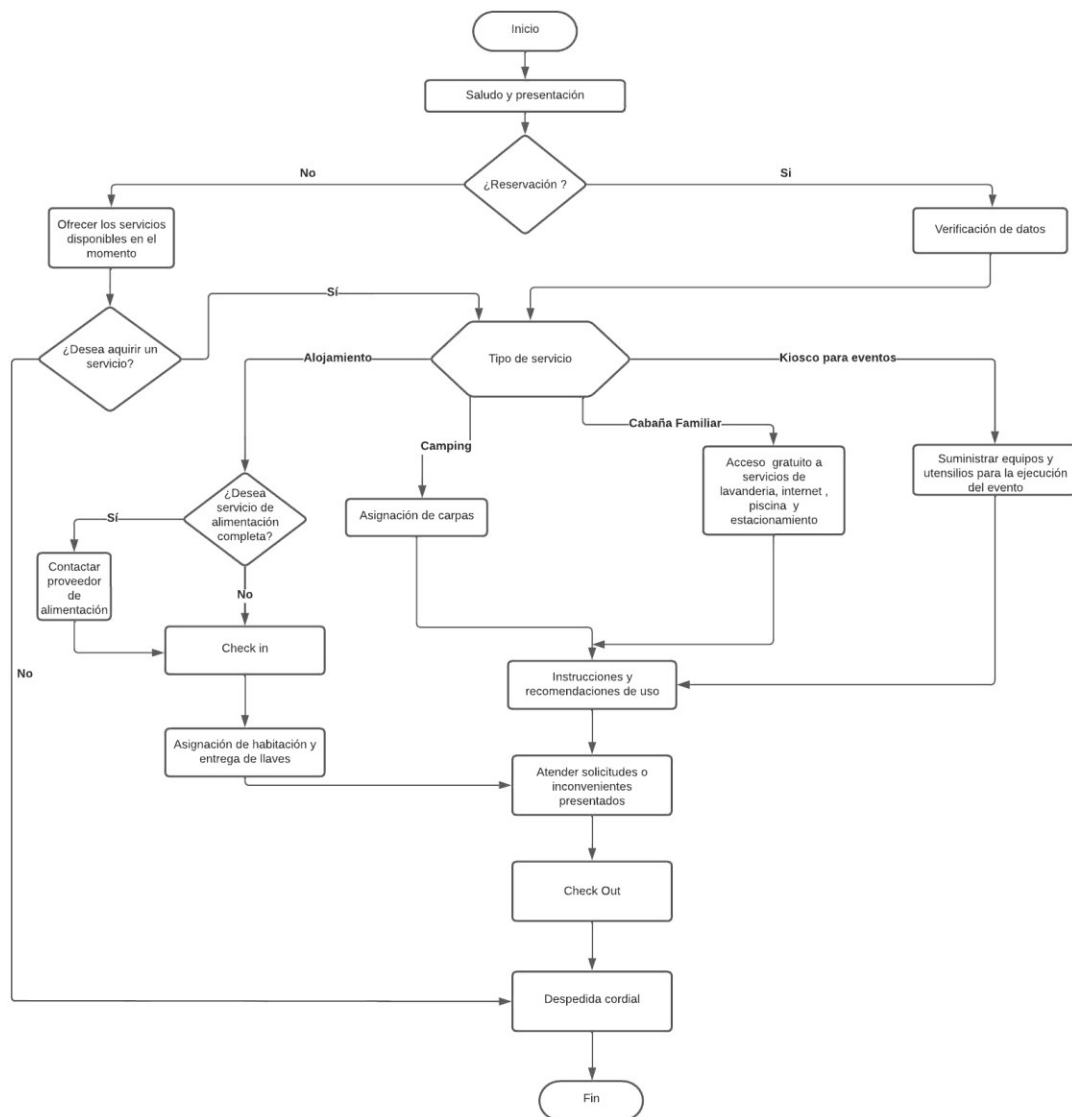 Inicio
Saludo y presentación
¿Reservación ?
No
Si
Ofrecer los servicios
disponibles en el
momento
Verificación de datos
Sí
¿Desea aquirir un
servicio?
Tipo de servicio
Alojamiento
Kiosco para eventos
Camping
Cabaña Familiar
¿Desea
servicio de
alimentación
completa?
Asignación de carpas
Acceso gratuito a
servicios de
lavanderia, internet ,
piscina y
estacionamiento
Suministrar equipos y
utensilios para la ejecución
del evento
Sí
Contactar
proveedor
de
alimentación
No
Check in
No
Instrucciones y
recomendaciones de uso
Asignación de habitación y
entrega de llaves
Atender solicitudes o
inconvenientes
presentados
Check Out
Despedida cordial
Fin